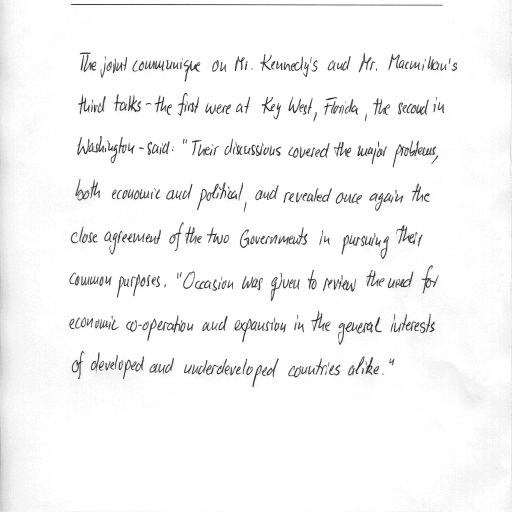 The joint communique on Mr. Kennedy's and Mr. Macmillan's
third talks - the first were at Key West, Florida, the second in
Washington - said: "Their discussions covered the major problems,
both economic and political, and revealed once again the
close agreement of the two Governments in pursuing their
common purposes. "Occasion was given to review the need for
economic co-operation and expansion in the general interests
of developed and underdeveloped countries alike."